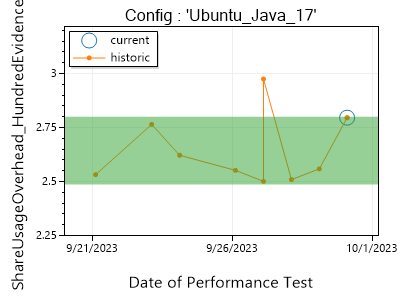 Config : 'Ubuntu_Java_17'
current
historic
ShareUsageOverhead_HundredEvidence
3
2.75
2.5
2.25
9/21/2023
9/26/2023
10/1/2023
Date of Performance Test